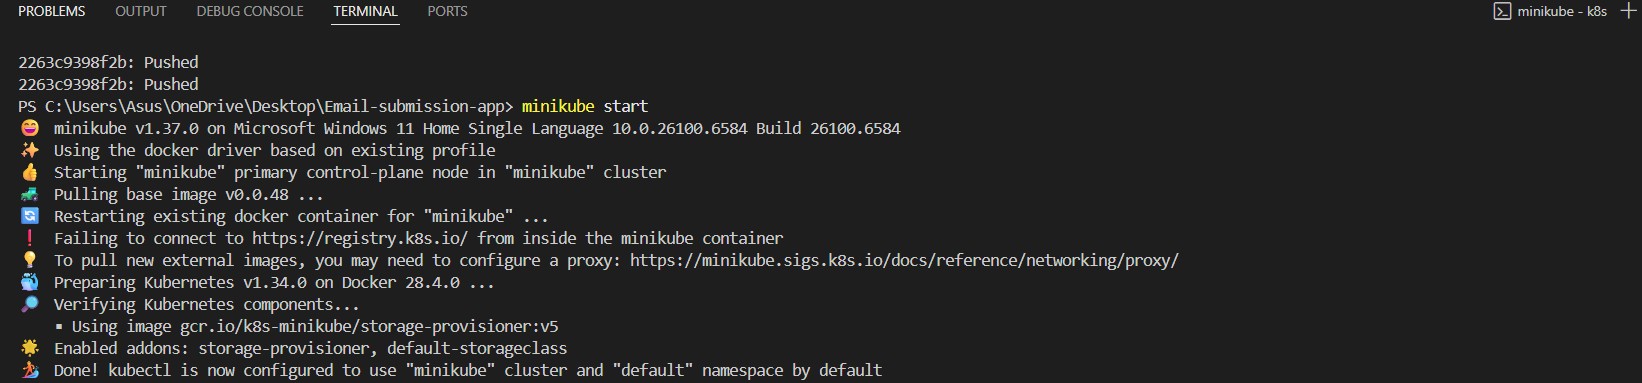 PROBLEMS OUTPUT DEBUG CONSOLE TERMINAL PORTS minikube - k8s
2263c9398f2b: Pushed
2263c9398f2b: Pushed
PS C:\Users\Asus\OneDrive\Desktop\Email-submission-app> minikube start
minikube v1.37.0 on Microsoft Windows 11 Home Single Language 10.0.26100.6584 Build 26100.6584
Using the docker driver based on existing profile
Starting "minikube" primary control-plane node in "minikube" cluster
Pulling base image v0.0.48 ...
Restarting existing docker container for "minikube" ...
Failing to connect to https://registry.k8s.io/ from inside the minikube container
To pull new external images, you may need to configure a proxy: https://minikube.sigs.k8s.io/docs/reference/networking/proxy/
Preparing Kubernetes v1.34.0 on Docker 28.4.0 ...
Verifying Kubernetes components...
▪ Using image gcr.io/k8s-minikube/storage-provisioner:v5
Enabled addons: storage-provisioner, default-storageclass
Done! kubectl is now configured to use "minikube" cluster and "default" namespace by default